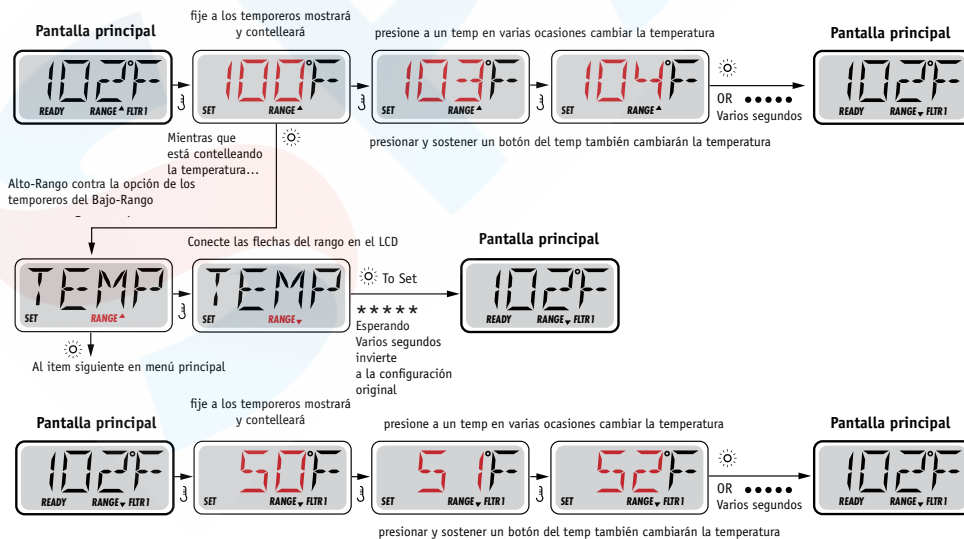 fije a los temporeros mostrará
y contelleará
Pantalla principal
presione a un temp en varias ocasiones cambiar la temperatura
Pantalla principal
102°F
READY RANGE FLTR1
100°F
SET RANGE
103°F
SET RANGE
104°F
SET RANGE
OR
Varios segundos
102°F
READY RANGE FLTR1
Mientras que
está contelleando
la temperatura...
presionar y sostener un botón del temp también cambiarán la temperatura
Alto-Rango contra la opción de los
temporeros del Bajo-Rango
Conecte las flechas del rango en el LCD
Pantalla principal
TEMP
SET RANGE
TEMP
SET RANGE
To Set
*****
Esperando
Varios segundos
invierte
a la configuración
original
102°F
READY RANGE FLTR1
Al item siguiente en menú principal
fije a los temporeros mostrará
y contelleará
Pantalla principal
presione a un temp en varias ocasiones cambiar la temperatura
Pantalla principal
102°F
READY RANGE FLTR1
50°F
SET RANGE FLTR1
51°F
SET RANGE FLTR1
52°F
SET RANGE FLTR1
OR
Varios segundos
102°F
READY RANGE FLTR1
presionar y sostener un botón del temp también cambiarán la temperatura